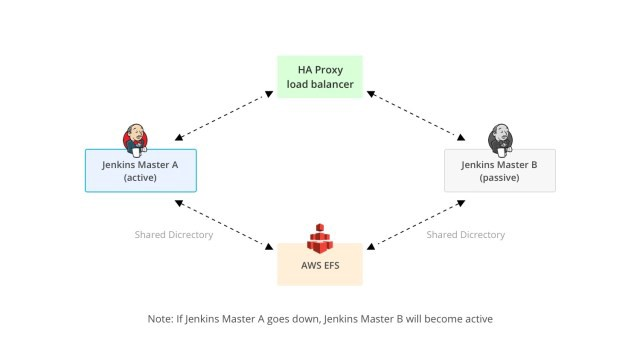 HA Proxy
load balancer
Jenkins Master A
(active)
Jenkins Master B
(passive)
Shared Dicrectory
Shared Dicrectory
AWS EFS
Note: If Jenkins Master A goes down, Jenkins Master B will become active